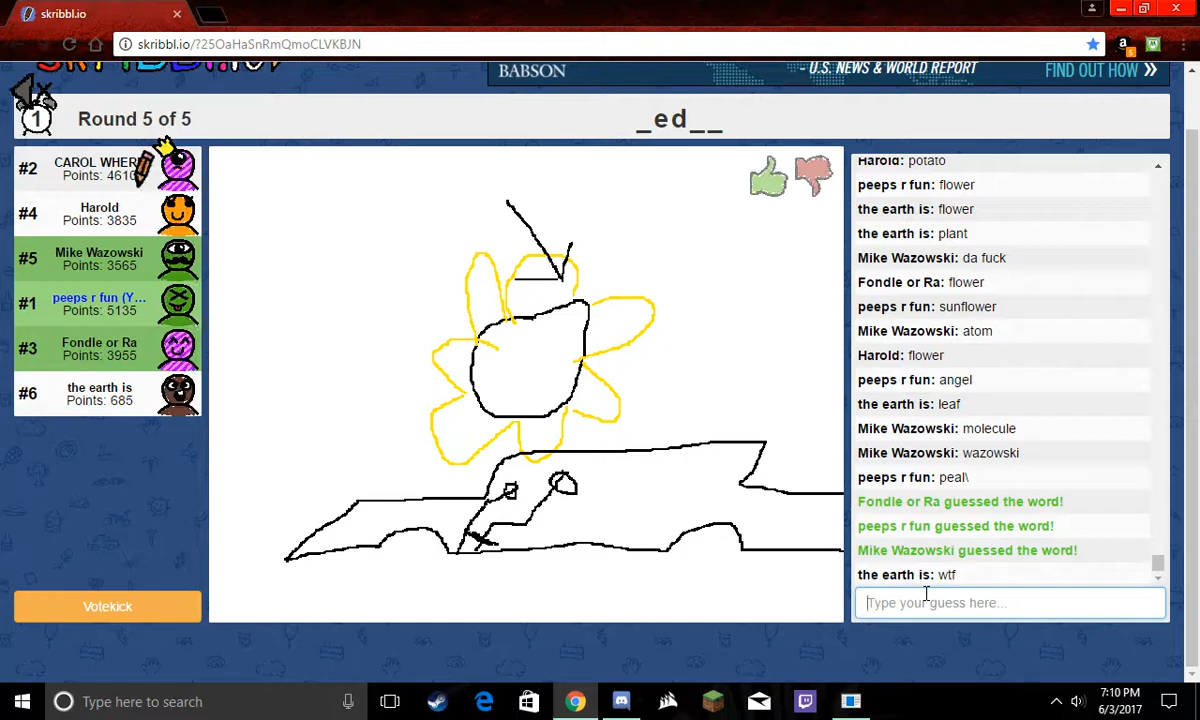 skribbl.io
skribbl.io/?25OaHaSnRmQmoCLVKBJN
BABSON
- U.S. NEWS & WORLD REPORT
FIND OUT HOW »
1
Round 5 of 5
_ed__
#2
CAROL WHER
Points: 4610
#4
Harold
Points: 3835
#5
Mike Wazowski
Points: 3565
#1
peeps r fun (Y...
Points: 5135
#3
Fondle or Ra
Points: 3955
#6
the earth is
Points: 685
Votekick
Harold: potato
peeps r fun: flower
the earth is: flower
the earth is: plant
Mike Wazowski: da fuck
Fondle or Ra: flower
peeps r fun: sunflower
Mike Wazowski: atom
Harold: flower
peeps r fun: angel
the earth is: leaf
Mike Wazowski: molecule
Mike Wazowski: wazowski
peeps r fun: peal\
Fondle or Ra guessed the word!
peeps r fun guessed the word!
Mike Wazowski guessed the word!
the earth is: wtf
Type your guess here...
Type here to search
7:10 PM
6/3/2017